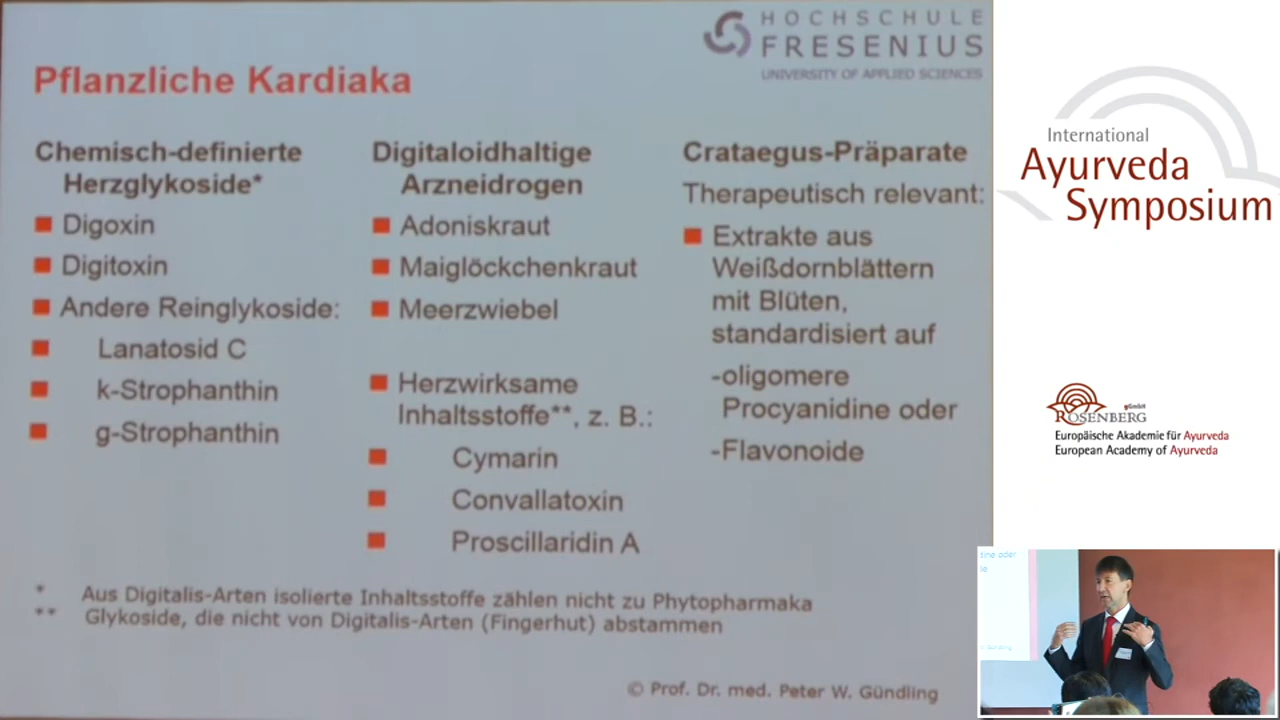 HOCHSCHULE
FRESENIUS
UNIVERSITY OF APPLIED SCIENCES
Pflanzliche Kardiaka
Chemisch-definierte
Herzglykoside*
Digoxin
Digitoxin
Andere Reinglykoside:
Lanatosid C
k-Strophanthin
g-Strophanthin
Digitaloidhaltige
Arzneidrogen
Adoniskraut
Maiglöckchenkraut
Meerzwiebel
Herzwirksame
Inhaltsstoffe**, z. B.:
Cymarin
Convallatoxin
Proscillaridin A
Crataegus-Präparate
Therapeutisch relevant:
Extrakte aus
Weißdornblättern
mit Blüten,
standardisiert auf
-oligomere
Procyanidine oder
-Flavonoide
* Aus Digitalis-Arten isolierte Inhaltsstoffe zählen nicht zu Phytopharmaka
** Glykoside, die nicht von Digitalis-Arten (Fingerhut) abstammen
© Prof. Dr. med. Peter W. Gündling
International
Ayurveda
Symposium
gGmbH
ROSENBERG
Europäische Akademie für Ayurveda
European Academy of Ayurveda
dine oder